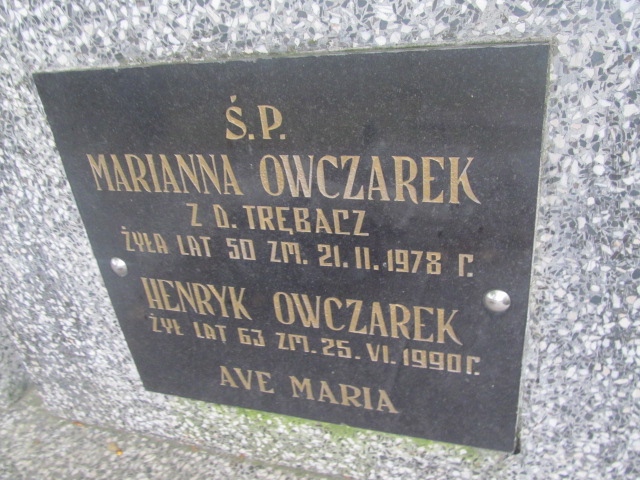 Ś.P.
MARIANNA OWCZAREK
Z D. TRĘBACZ
ŻYŁA LAT 50 ZM. 21.II.1978 r.
HENRYK OWCZAREK
ŻYŁ LAT 63 ZM. 25.VI.1990 r.
AVE MARIA